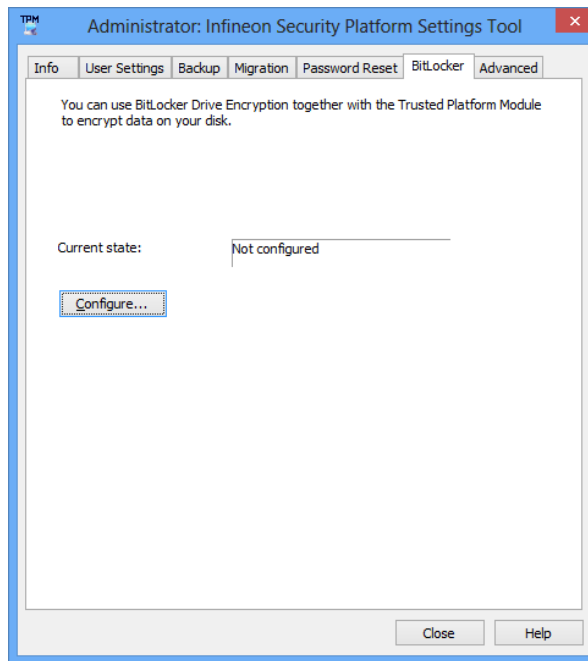 TPM
Administrator: Infineon Security Platform Settings Tool
Info User Settings Backup Migration Password Reset BitLocker Advanced
You can use BitLocker Drive Encryption together with the Trusted Platform Module
to encrypt data on your disk.
Current state: Not configured
Configure...
Close Help